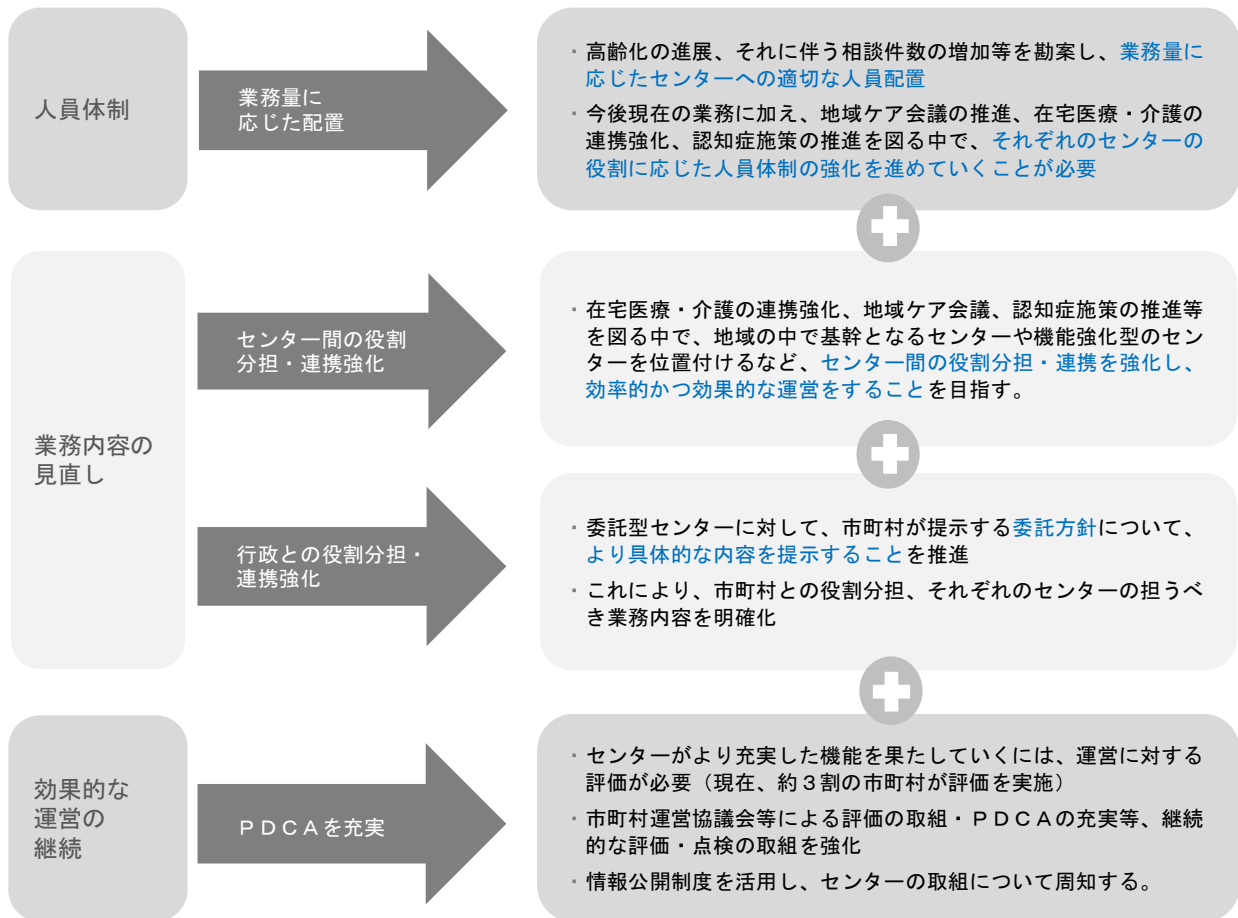 人員体制
業務量に
応じた配置
・高齢化の進展、それに伴う相談件数の増加等を勘案し、業務量に
応じたセンターへの適切な人員配置
・今後現在の業務に加え、地域ケア会議の推進、在宅医療・介護の
連携強化、認知症施策の推進を図る中で、それぞれのセンターの
役割に応じた人員体制の強化を進めていくことが必要
業務内容の
見直し
センター間の役割
分担・連携強化
・在宅医療・介護の連携強化、地域ケア会議、認知症施策の推進等
を図る中で、地域の中で基幹となるセンターや機能強化型のセン
ターを位置付けるなど、センター間の役割分担・連携を強化し、
効率的かつ効果的な運営をすることを目指す。
行政との役割分担・
連携強化
・委託型センターに対して、市町村が提示する委託方針について、
より具体的な内容を提示することを推進
・これにより、市町村との役割分担、それぞれのセンターの担うべ
き業務内容を明確化
効果的な
運営の
継続
ＰＤＣＡを充実
・センターがより充実した機能を果たしていくには、運営に対する
評価が必要（現在、約３割の市町村が評価を実施）
・市町村運営協議会等による評価の取組・ＰＤＣＡの充実等、継続
的な評価・点検の取組を強化
・情報公開制度を活用し、センターの取組について周知する。